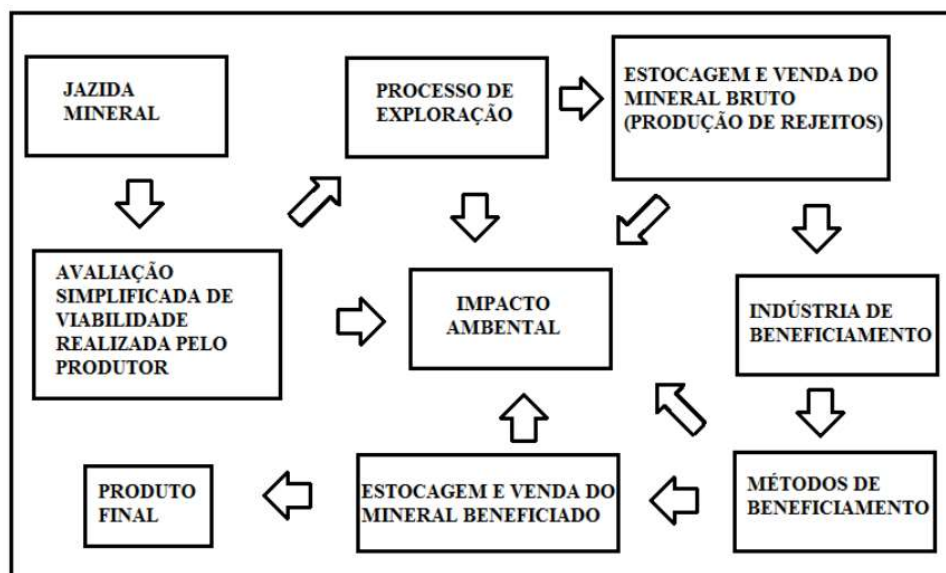 JAZIDA
MINERAL
PROCESSO DE
EXPLORAÇÃO
ESTOCAGEM E VENDA DO
MINERAL BRUTO
(PRODUÇÃO DE REJEITOS)
AVALIAÇÃO
SIMPLIFICADA DE
VIABILIDADE
REALIZADA PELO
PRODUTOR
IMPACTO
AMBENTAL
INDÚSTRIA DE
BENEFICIAMENTO
PRODUTO
FINAL
ESTOCAGEM E VENDA DO
MINERAL BENEFICIADO
MÉTODOS DE
BENEFICIAMENTO